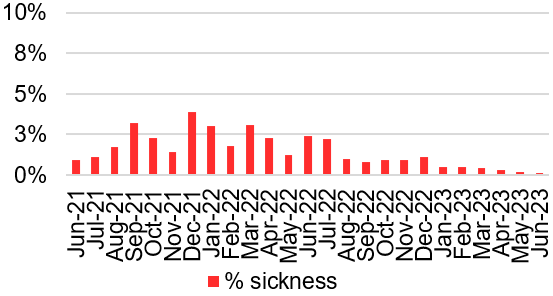 10%
8%
5%
3%
0%
Jun-21
Jul-21
Aug-21
Sep-21
Oct-21
Nov-21
Dec-21
Jan-22
Feb-22
Mar-22
Apr-22
May-22
Jun-22
Jul-22
Aug-22
Sep-22
Oct-22
Nov-22
Dec-22
Jan-23
Feb-23
Mar-23
Apr-23
May-23
Jun-23
% sickness